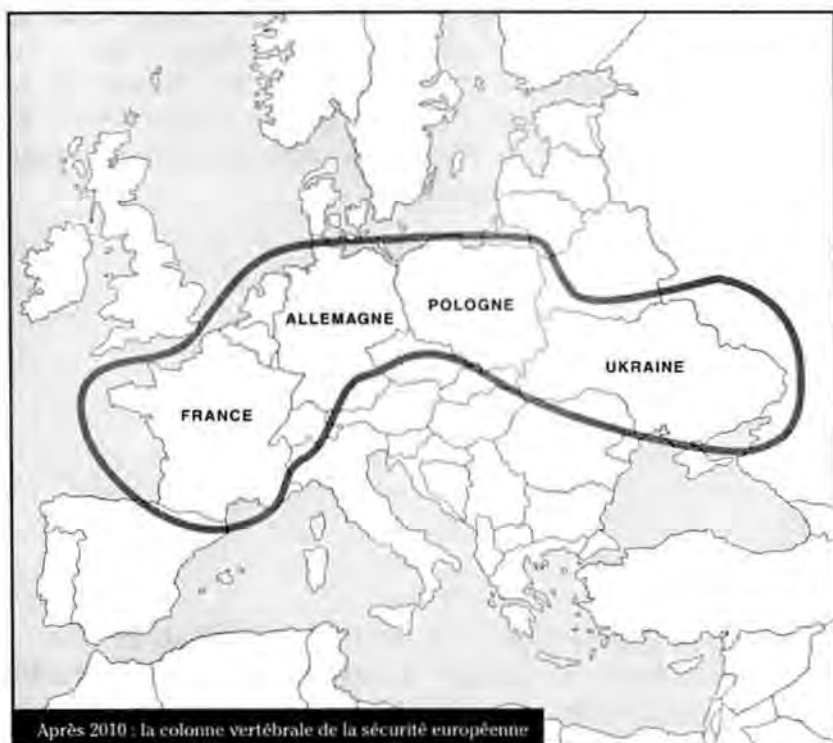 POLOGNE
ALLEMAGNE
UKRAINE
FRANCE
Après 2010 : la colonne vertébrale de la sécurité européenne